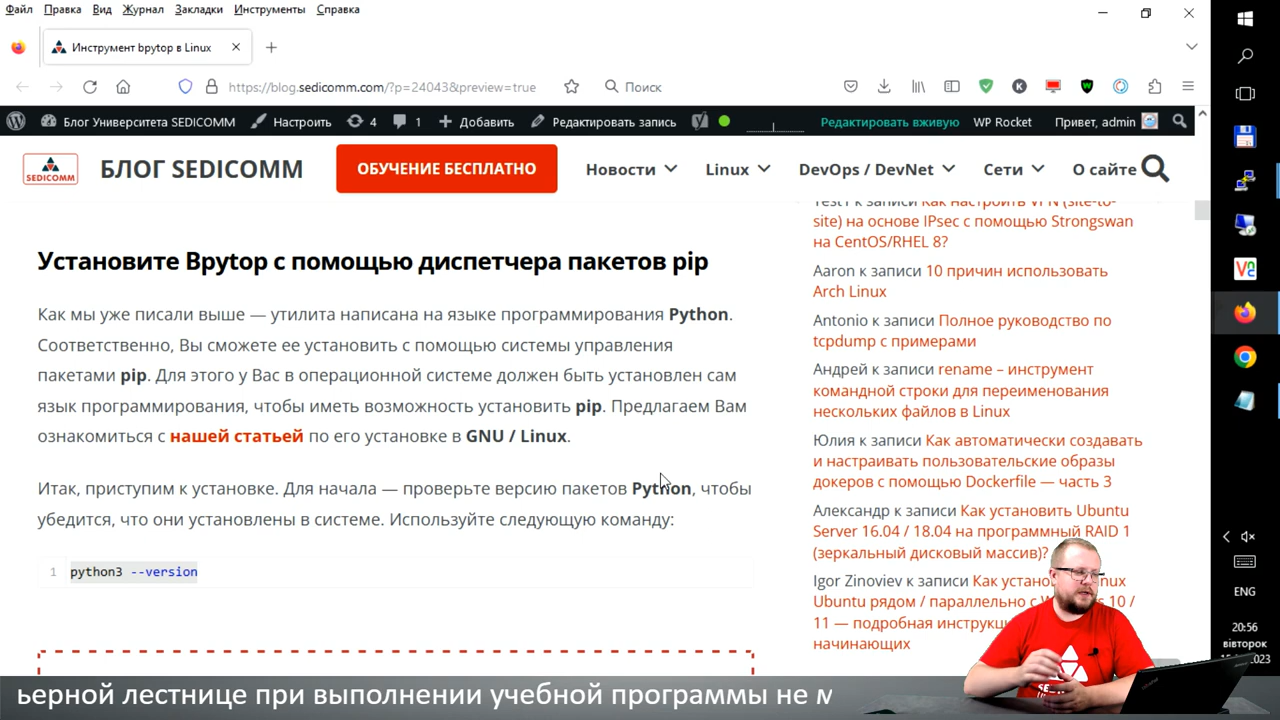 Файл Правка Вид Журнал Закладки Инструменты Справка
Инструмент bpytop в Linux
https://blog.sedicomm.com/?p=24043&preview=true
Поиск
Блог Университета SEDICOMM Настроить 4 1 Добавить Редактировать запись Редактировать вживую WP Rocket Привет, admin
SEDICOMM БЛОГ SEDICOMM ОБУЧЕНИЕ БЕСПЛАТНО Новости Linux DevOps / DevNet Сети О сайте
Установите Bpytop с помощью диспетчера пакетов pip
Как мы уже писали выше — утилита написана на языке программирования Python.
Соответственно, Вы сможете ее установить с помощью системы управления
пакетами pip. Для этого у Вас в операционной системе должен быть установлен сам
язык программирования, чтобы иметь возможность установить pip. Предлагаем Вам
ознакомиться с нашей статьей по его установке в GNU / Linux.
Итак, приступим к установке. Для начала — проверьте версию пакетов Python, чтобы
убедится, что они установлены в системе. Используйте следующую команду:
1 python3 --version
к записи Как настроить VPN (site-to-
site) на основе IPsec с помощью Strongswan
на CentOS/RHEL 8?
Aaron к записи 10 причин использовать
Arch Linux
Antonio к записи Полное руководство по
tcpdump с примерами
Андрей к записи rename – инструмент
командной строки для переименования
нескольких файлов в Linux
Юлия к записи Как автоматически создавать
и настраивать пользовательские образы
докеров с помощью Dockerfile — часть 3
Александр к записи Как установить Ubuntu
Server 16.04 / 18.04 на программный RAID 1
(зеркальный дисковый массив)?
Igor Zinoviev к записи Как
Ubuntu рядом / параллельно с 10 /
11 — подробная
начинающих
ENG
20:56
вівторок
ьерной лестнице при выполнении учебной программы не м